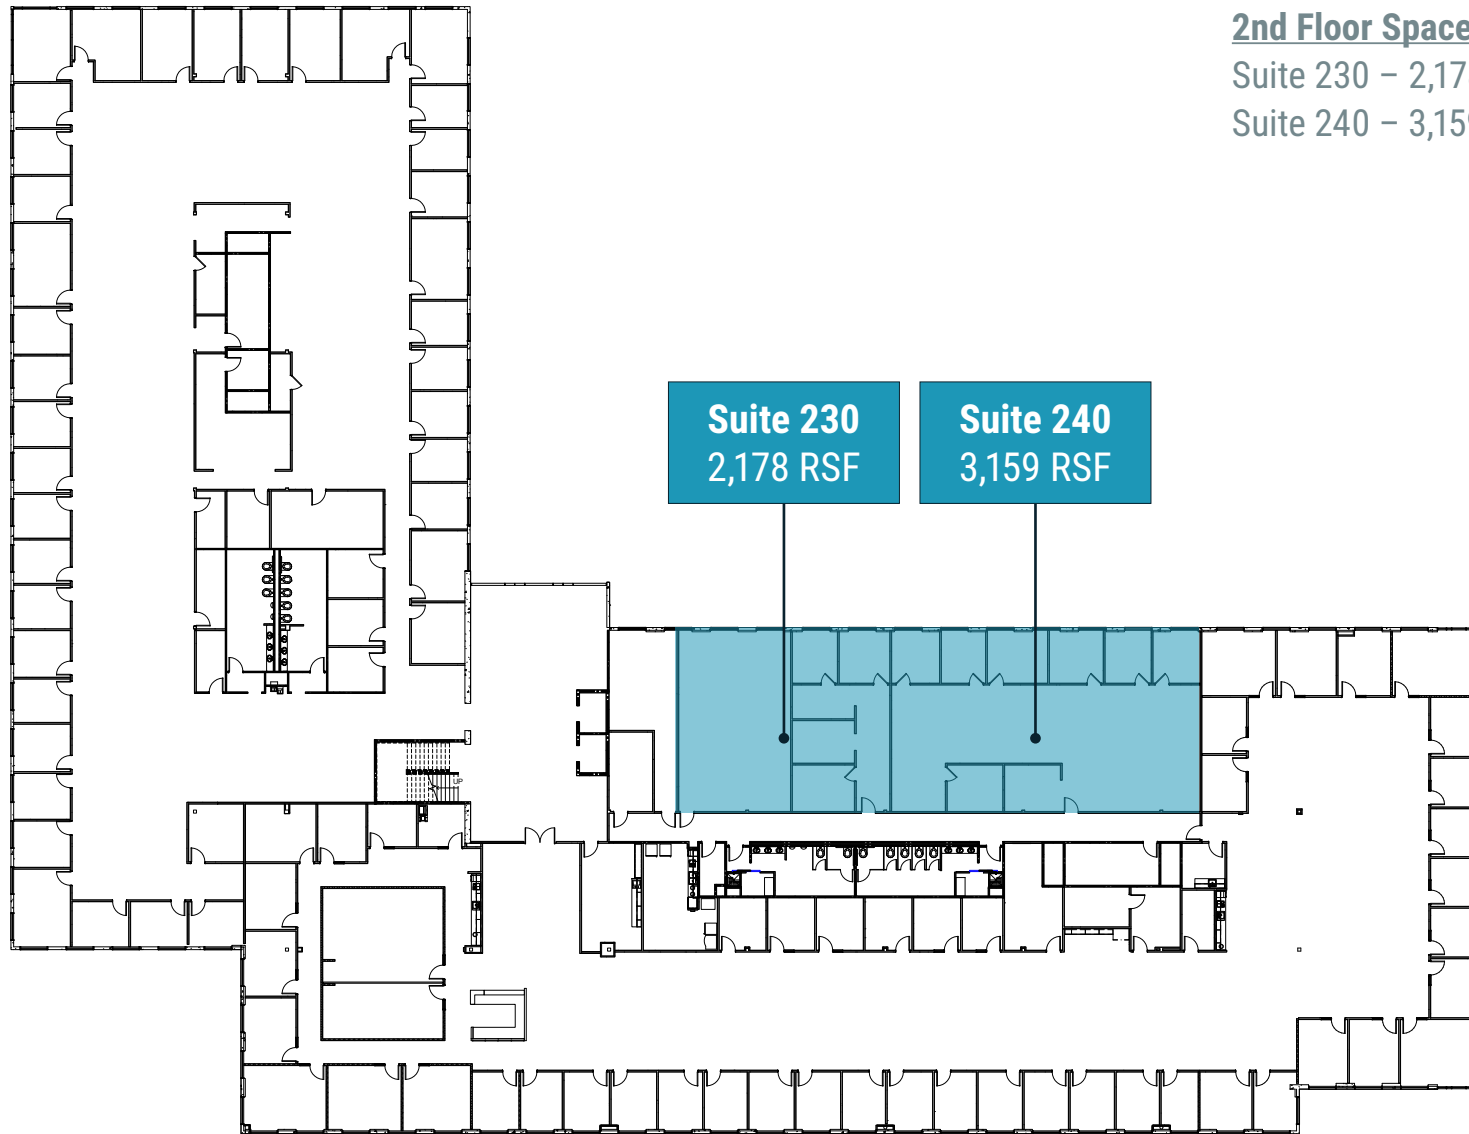 2nd Floor Space
Suite 230 – 2,17
Suite 240 – 3,159
Suite 230
2,178 RSF
Suite 240
3,159 RSF
UP